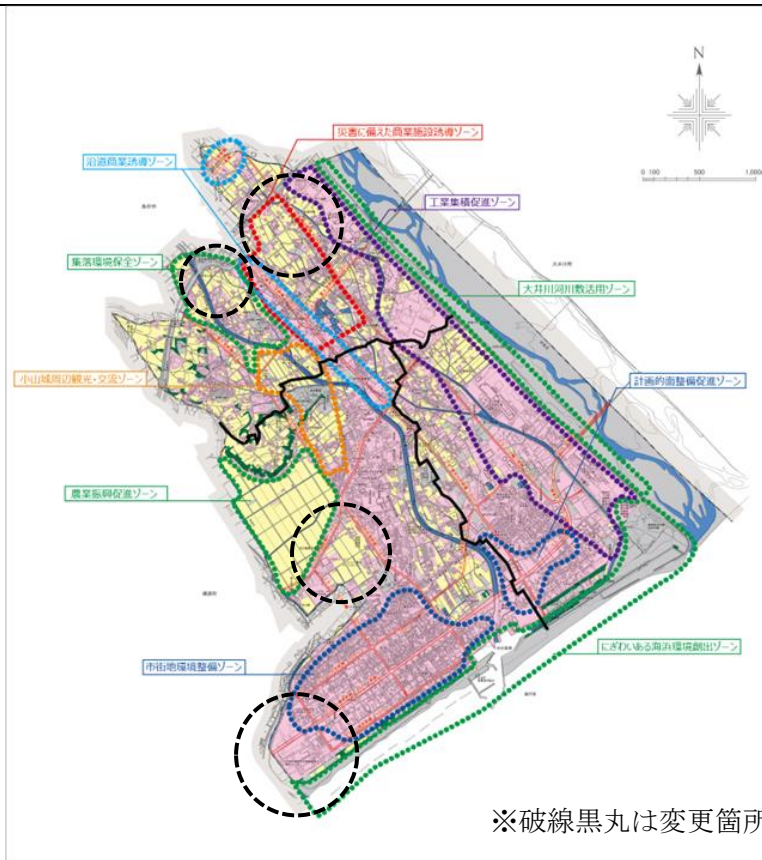 N
災害に備えた商業施設誘導ゾーン
沿道商業誘導ゾーン
0 100 500 1,000
工業集積促進ゾーン
集落環境保全ゾーン
大井川河川敷活用ゾーン
小山城周辺観光・交流ゾーン
計画的面整備促進ゾーン
農業振興促進ゾーン
にぎわいある海浜環境創出ゾーン
市街地環境整備ゾーン
※破線黒丸は変更箇所